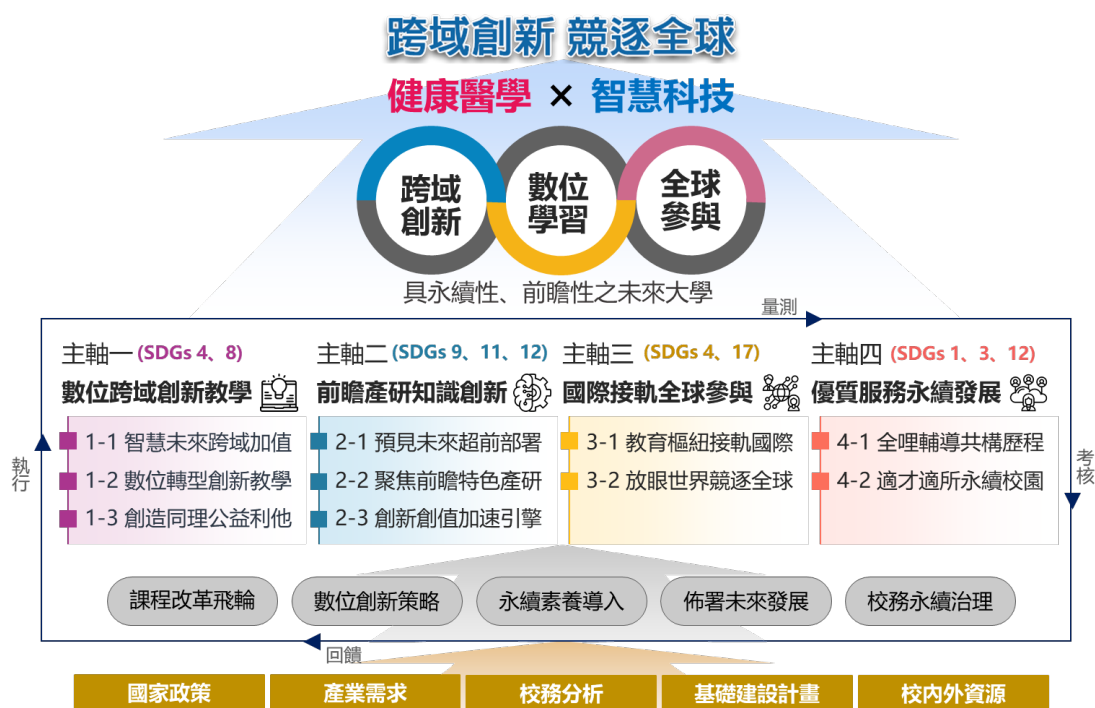 跨域創新 競逐全球
健康醫學 × 智慧科技
跨域
創新
數位
學習
全球
參與
具永續性、前瞻性之未來大學
量測
主軸一 (SDGs 4、8)
數位跨域創新教學
1-1 智慧未來跨域加值
1-2 數位轉型創新教學
1-3 創造同理公益利他
主軸二 (SDGs 9、11、12)
前瞻產研知識創新
2-1 預見未來超前部署
2-2 聚焦前瞻特色產研
2-3 創新創值加速引擎
主軸三 (SDGs 4、17)
國際接軌全球參與
3-1 教育樞紐接軌國際
3-2 放眼世界競逐全球
主軸四 (SDGs 1、3、12)
優質服務永續發展
4-1 全哩輔導共構歷程
4-2 適才適所永續校園
執行
考核
課程改革飛輪
數位創新策略
永續素養導入
佈署未來發展
校務永續治理
回饋
國家政策
產業需求
校務分析
基礎建設計畫
校內外資源